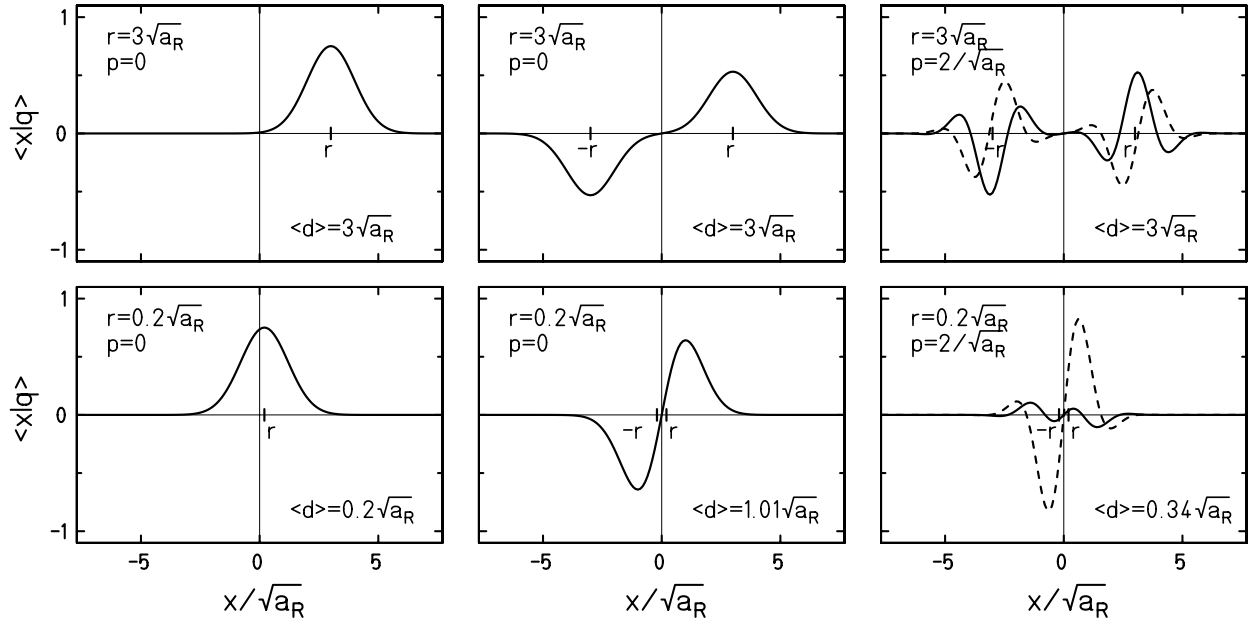 1
0
−1
<x|q>
r=3√a_R
p=0
r
<d>=3√a_R
r=3√a_R
p=0
−r
r
<d>=3√a_R
r=3√a_R
p=2/√a_R
−r
r
<d>=3√a_R
1
0
−1
<x|q>
r=0.2√a_R
p=0
r
<d>=0.2√a_R
r=0.2√a_R
p=0
−r
r
<d>=1.01√a_R
r=0.2√a_R
p=2/√a_R
−r
r
<d>=0.34√a_R
−5
0
5
−5
0
5
−5
0
5
x/√a_R
x/√a_R
x/√a_R